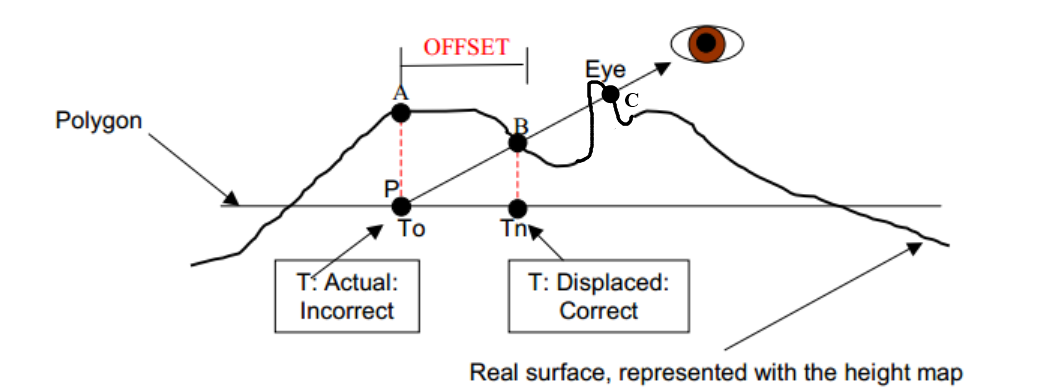 OFFSET
Eye
A
C
Polygon
B
P
To
Tn
T: Actual:
Incorrect
T: Displaced:
Correct
Real surface, represented with the height map